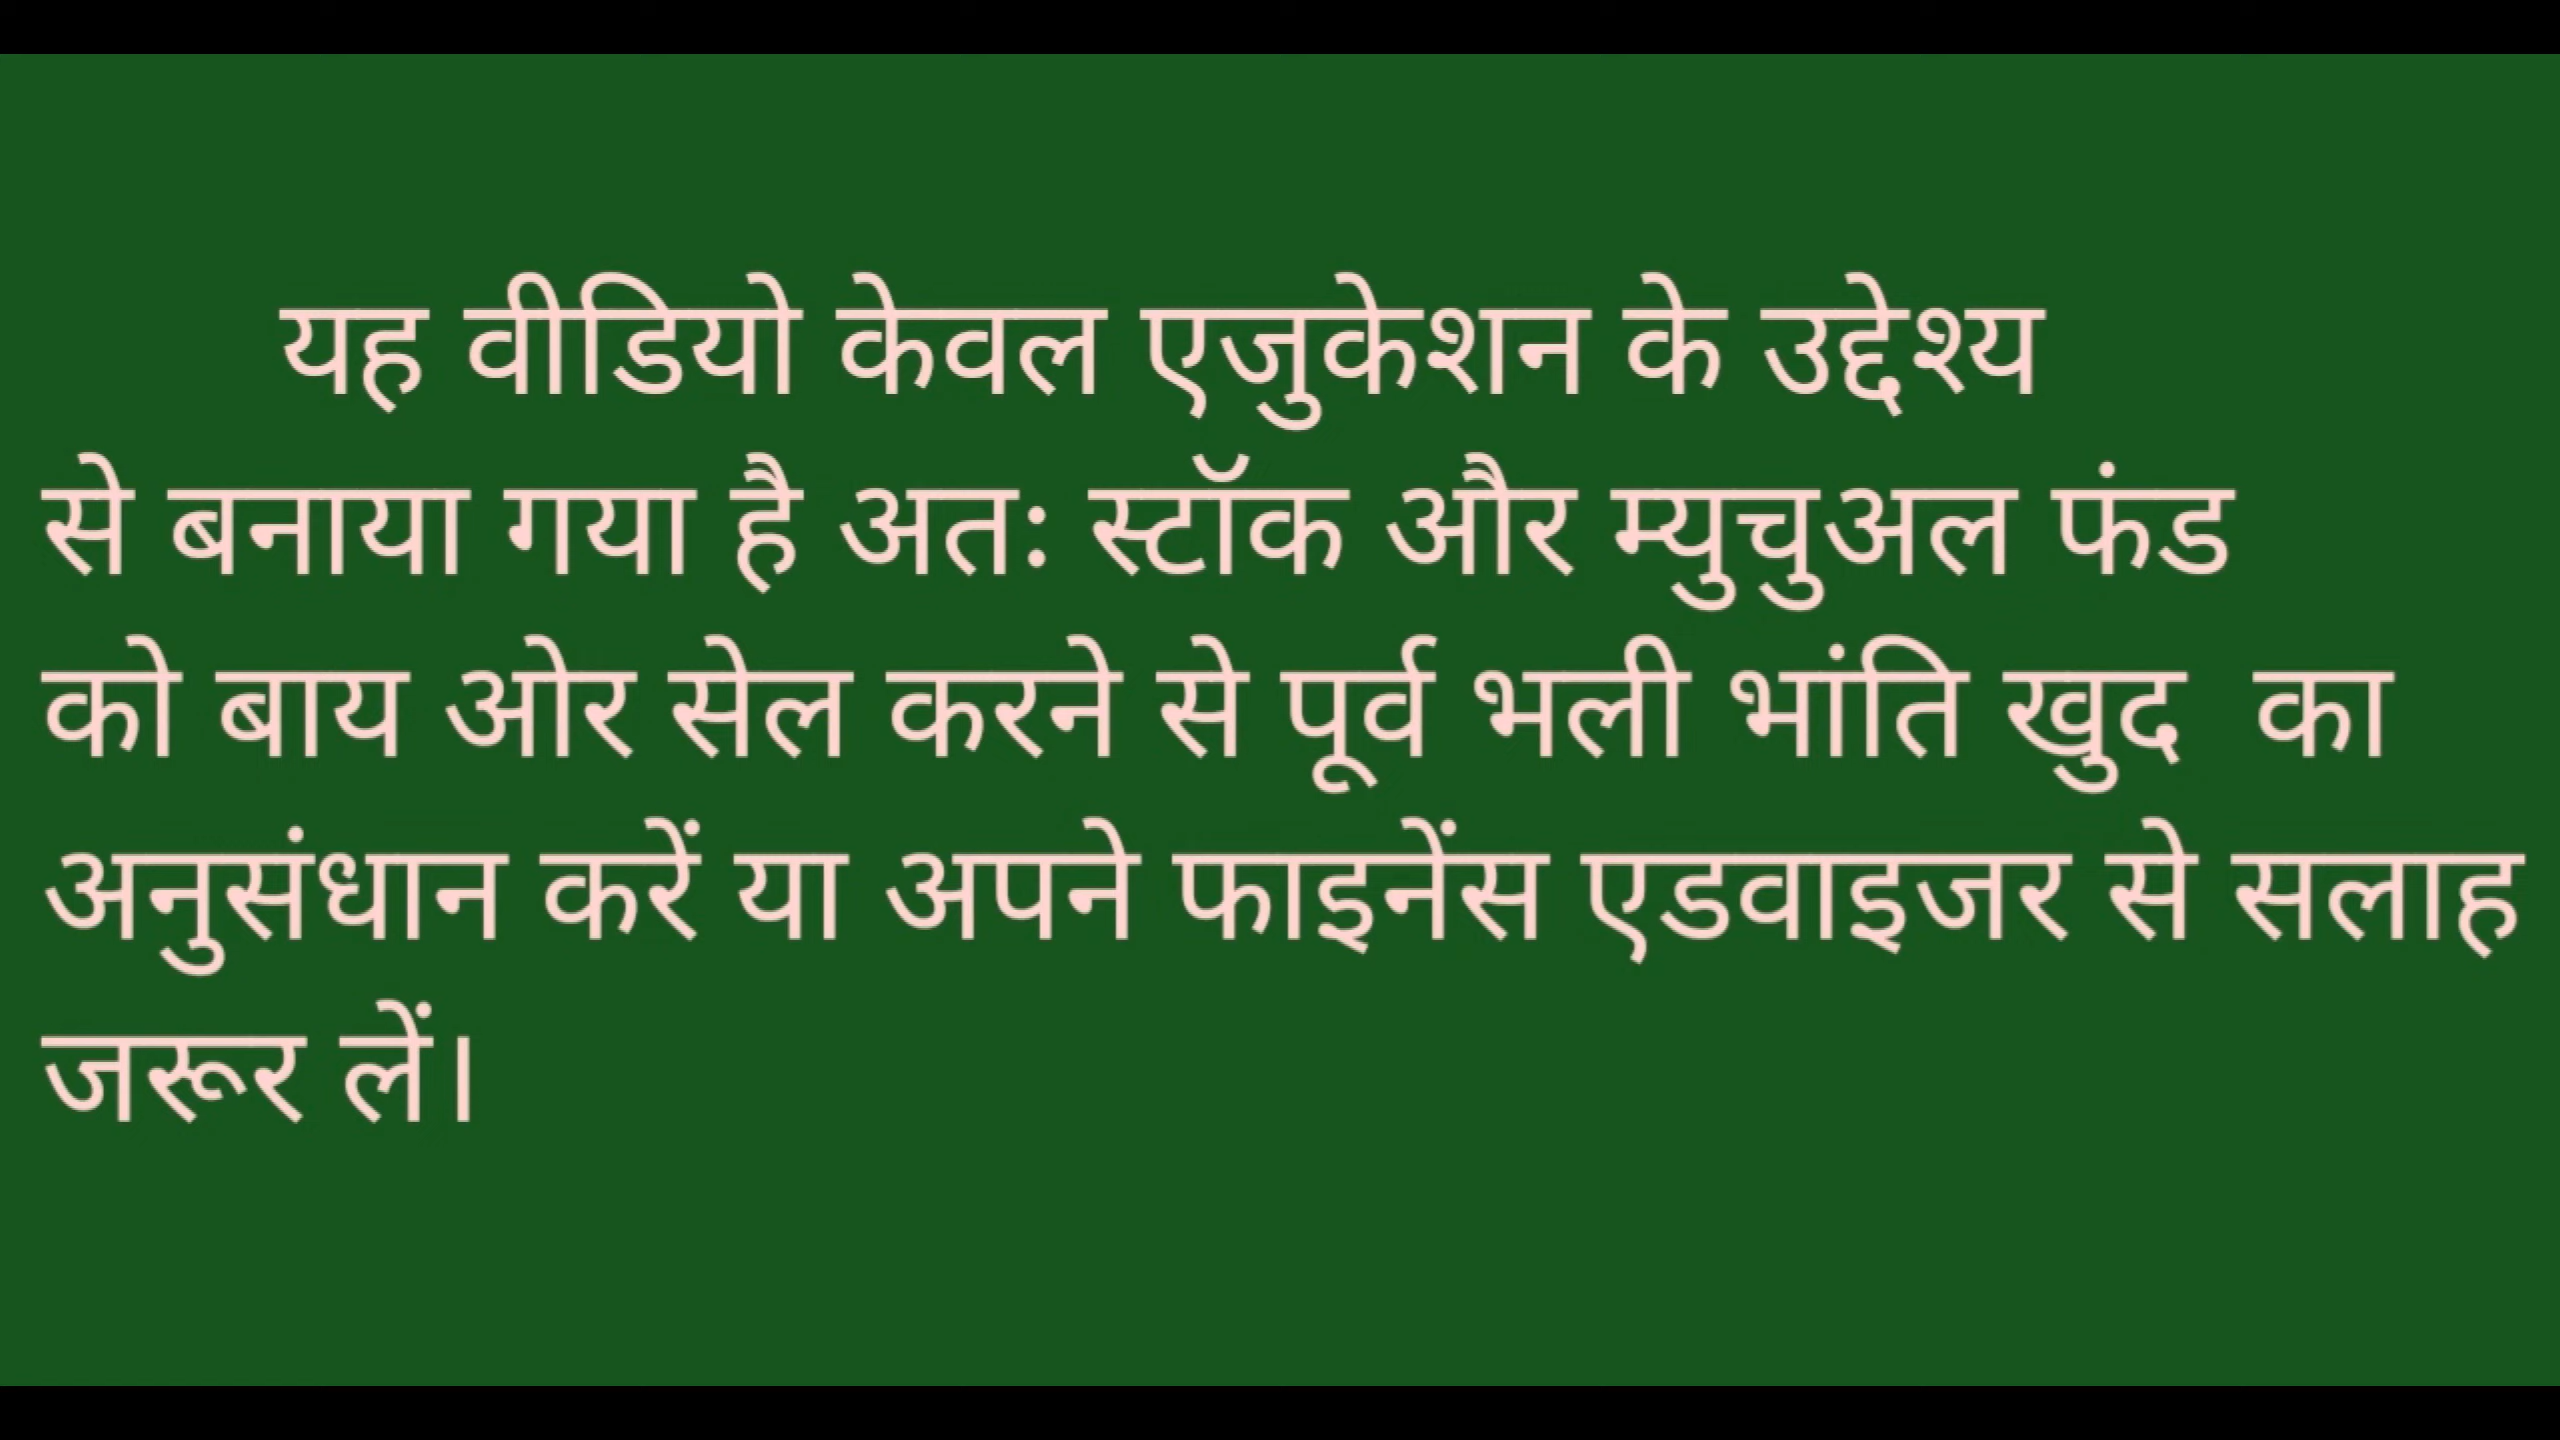 यह वीडियो केवल एजुकेशन के उद्देश्य
से बनाया गया है अतः स्टॉक और म्युचुअल फंड
को बाय ओर सेल करने से पूर्व भली भांति खुद  का
अनुसंधान करें या अपने फाइनेंस एडवाइजर से सलाह
जरूर लें।